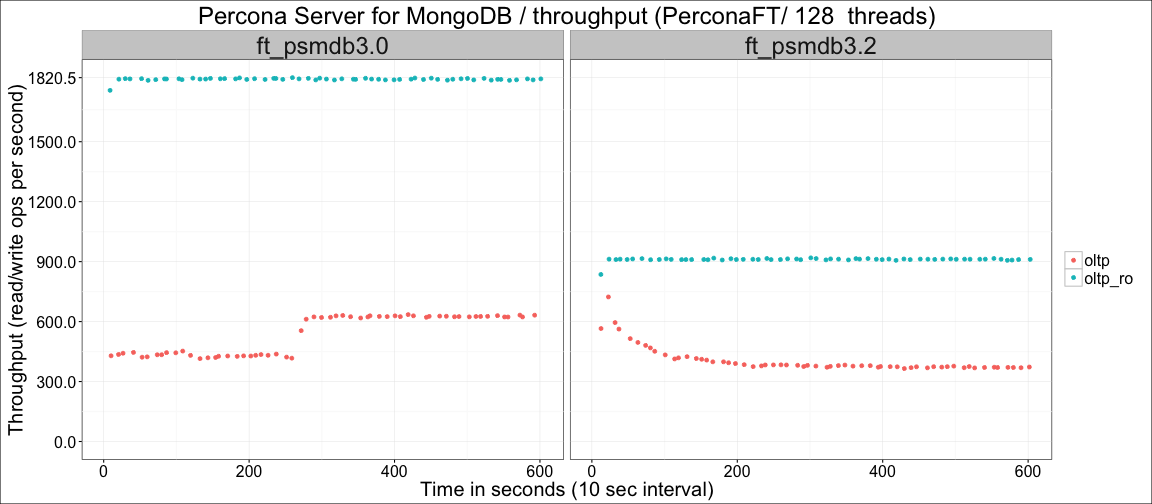 Percona Server for MongoDB / throughput (PerconaFT/ 128  threads)
ft_psmdb3.0
ft_psmdb3.2
Throughput (read/write ops per second)
1820.5
1500.0
1200.0
900.0
600.0
300.0
0.0
oltp
oltp_ro
0 200 400 600
0 200 400 600
Time in seconds (10 sec interval)